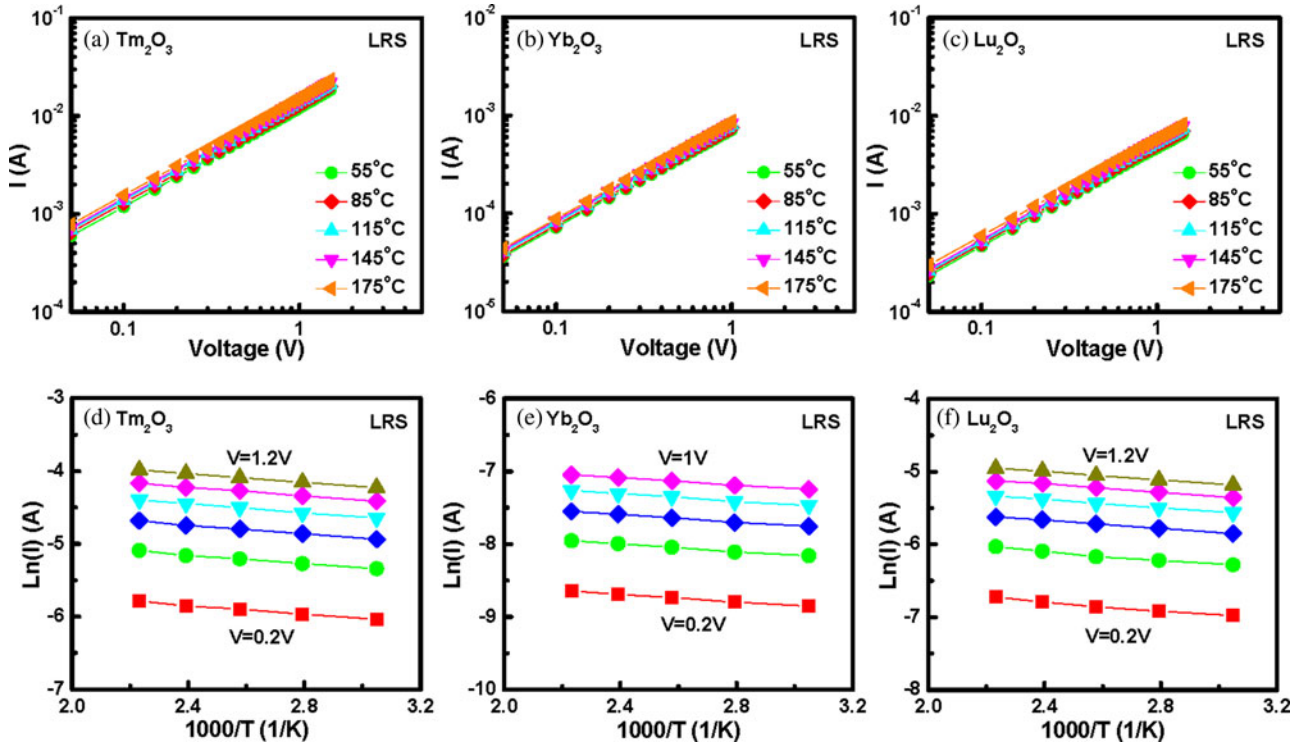 (a) Tm₂O₃ LRS
10⁻¹
10⁻²
10⁻³
10⁻⁴
I (A)
55°C
85°C
115°C
145°C
175°C
0.1 1
Voltage (V)
(b) Yb₂O₃ LRS
10⁻²
10⁻³
10⁻⁴
10⁻⁵
I (A)
55°C
85°C
115°C
145°C
175°C
0.1 1
Voltage (V)
(c) Lu₂O₃ LRS
10⁻¹
10⁻²
10⁻³
10⁻⁴
I (A)
55°C
85°C
115°C
145°C
175°C
0.1 1
Voltage (V)
(d) Tm₂O₃ LRS
-3
-4
-5
-6
-7
Ln(I) (A)
V=1.2V
V=0.2V
2.0 2.4 2.8 3.2
1000/T (1/K)
(e) Yb₂O₃ LRS
-6
-7
-8
-9
-10
Ln(I) (A)
V=1V
V=0.2V
2.0 2.4 2.8 3.2
1000/T (1/K)
(f) Lu₂O₃ LRS
-4
-5
-6
-7
-8
Ln(I) (A)
V=1.2V
V=0.2V
2.0 2.4 2.8 3.2
1000/T (1/K)